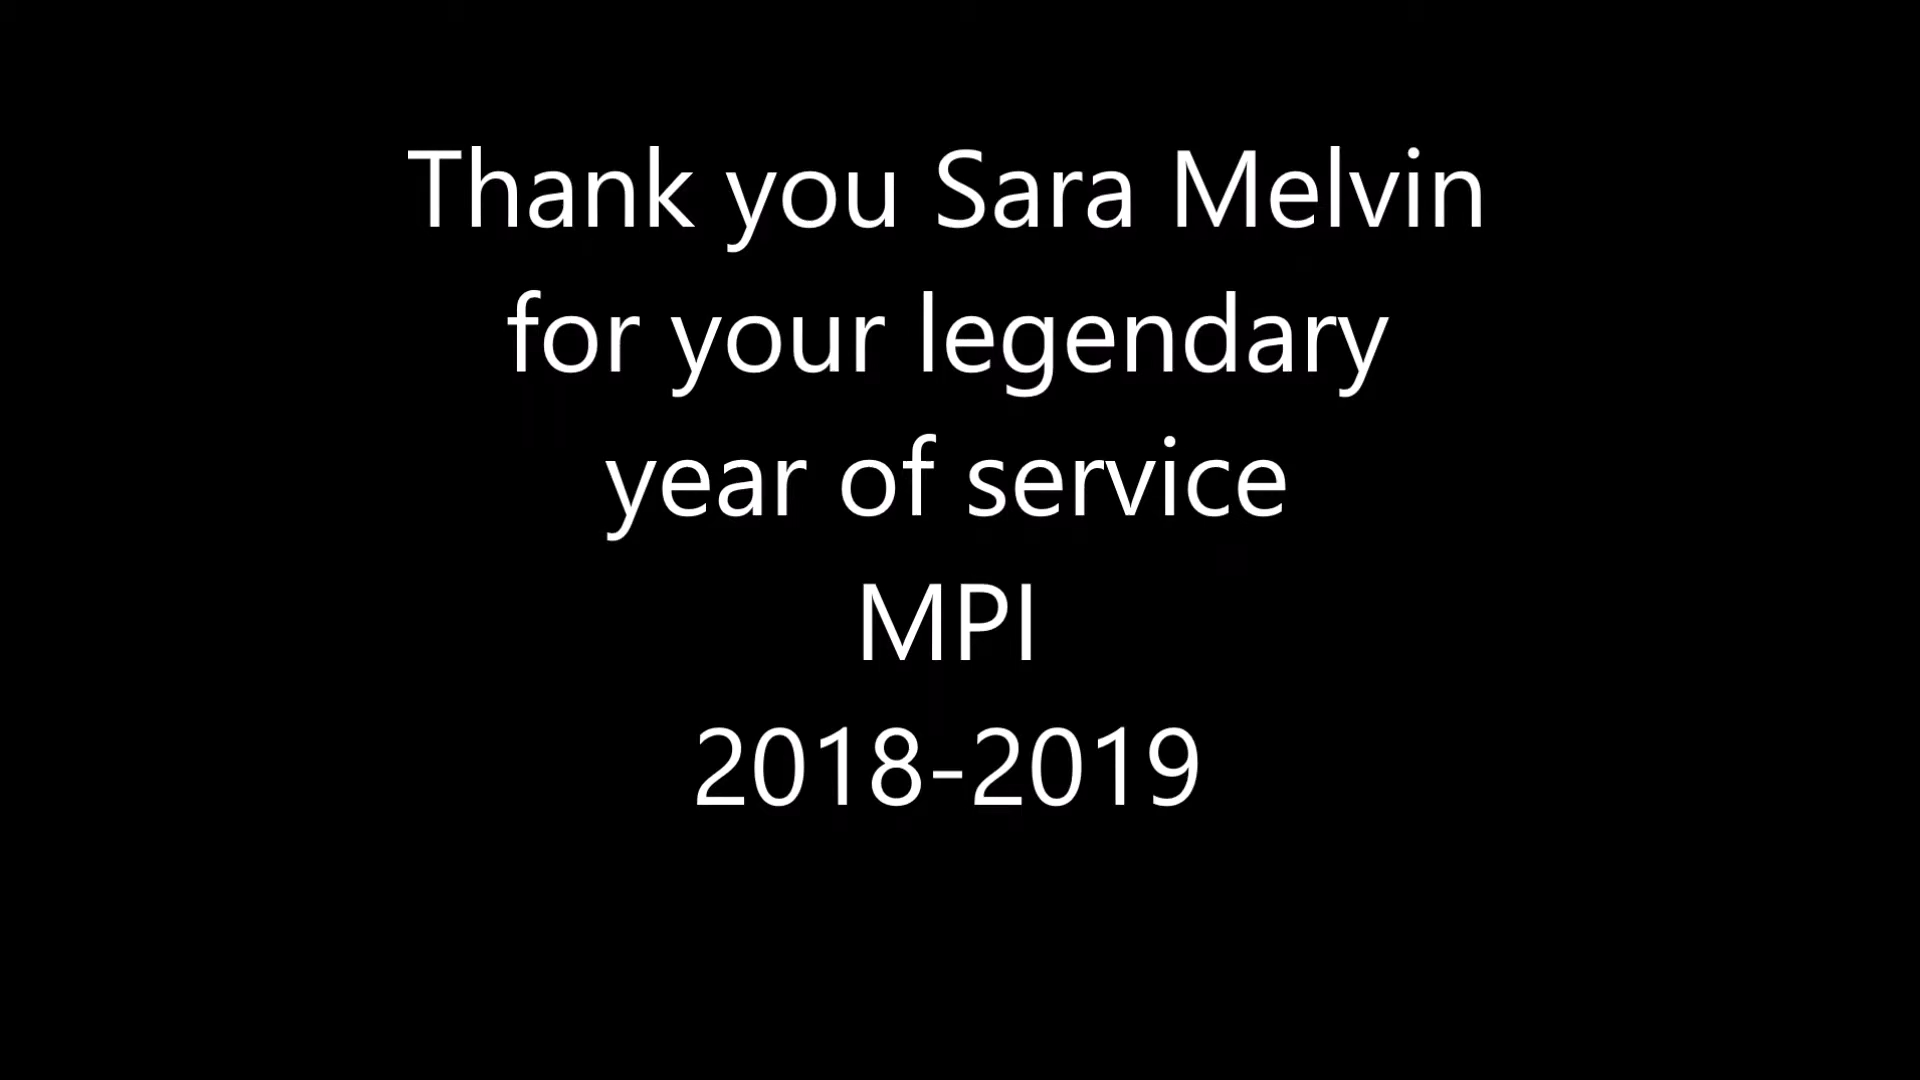 Thank you Sara Melvin
for your legendary
year of service
MPI
2018-2019